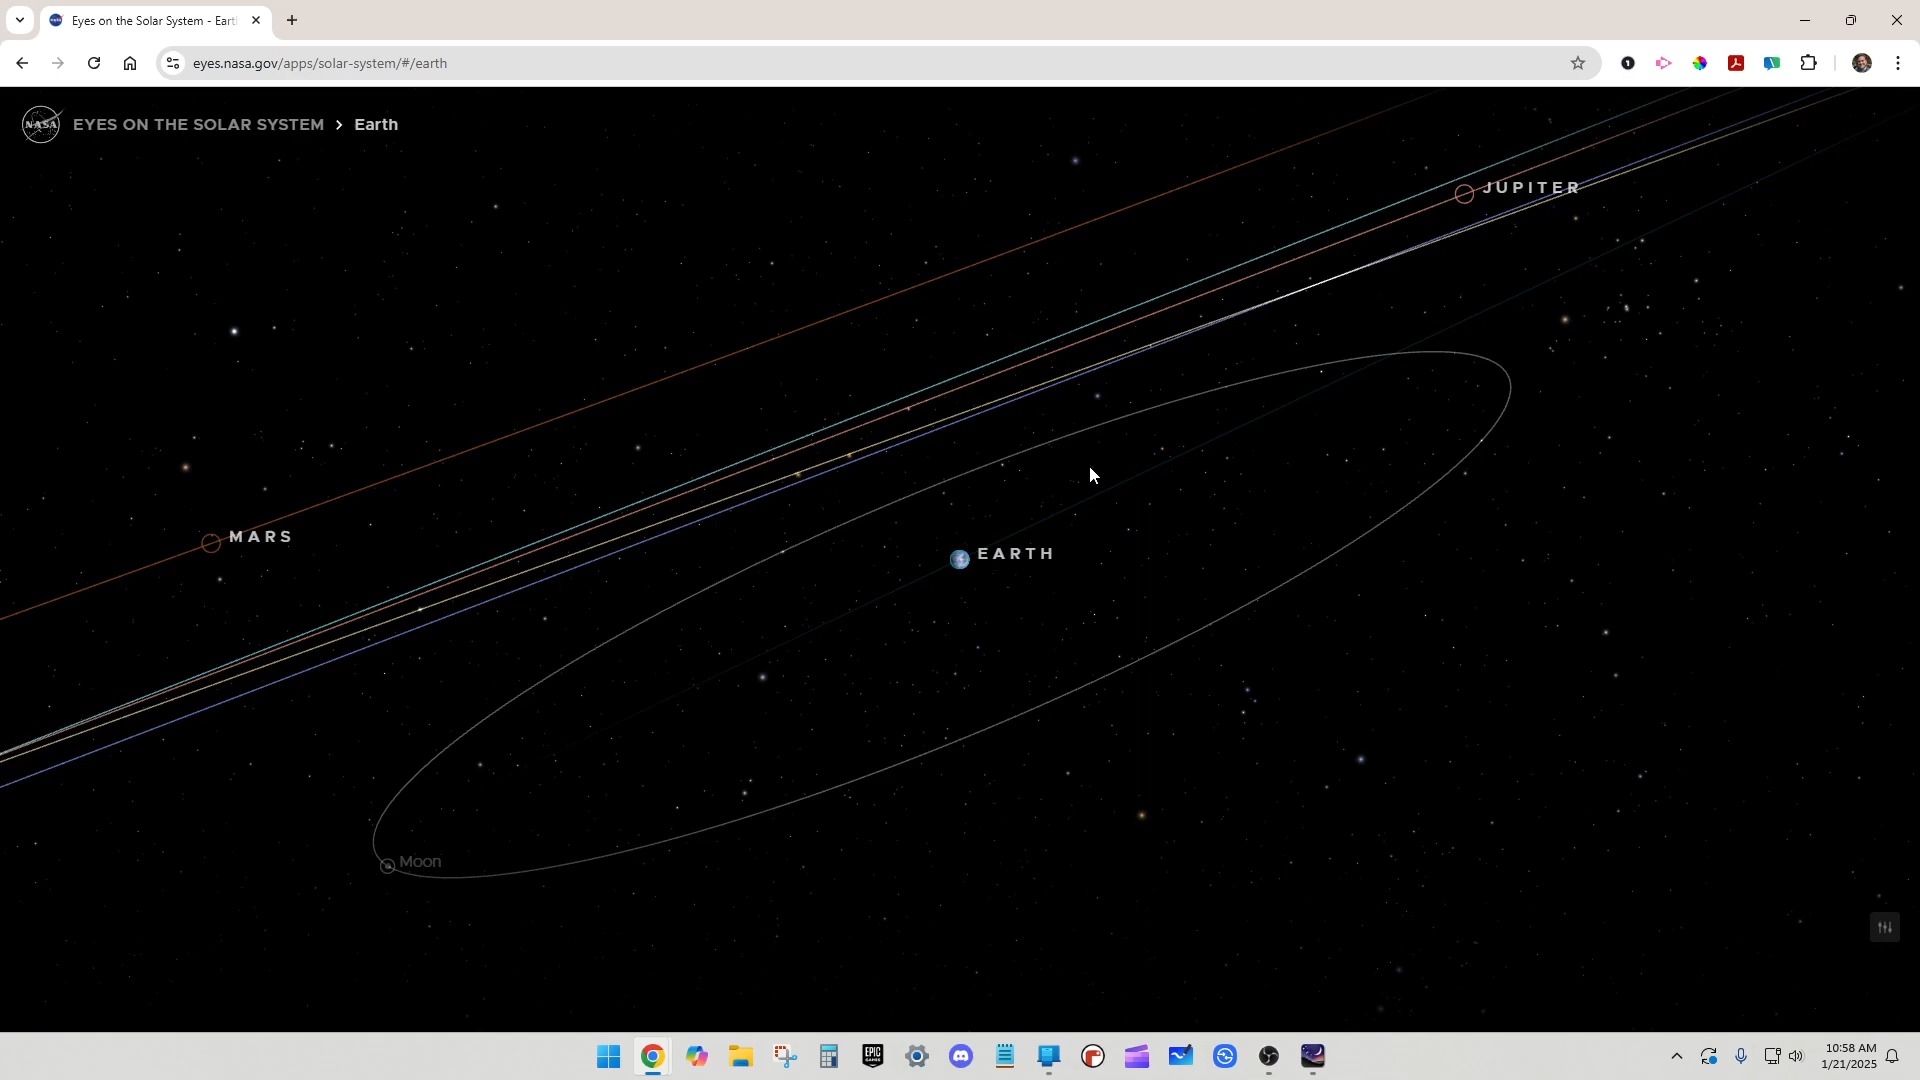 Eyes on the Solar System - Eart
eyes.nasa.gov/apps/solar-system/#/earth
NASA
EYES ON THE SOLAR SYSTEM > Earth
JUPITER
MARS
EARTH
Moon
EPIC
GAMES
10:58 AM
1/21/2025